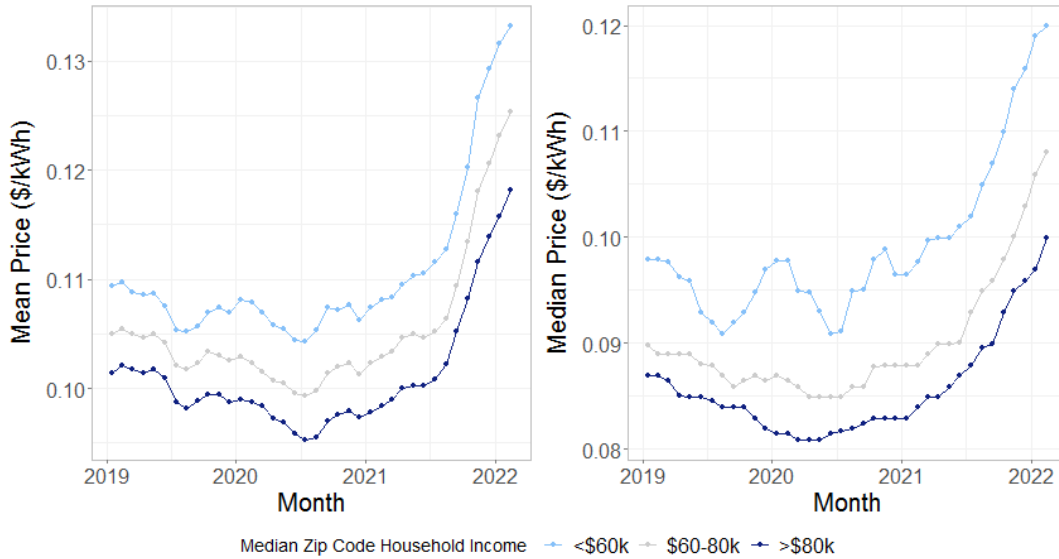 Mean Price ($/kWh)
0.13
0.12
0.11
0.10
2019 2020 2021 2022
Month
Median Price ($/kWh)
0.12
0.11
0.10
0.09
0.08
2019 2020 2021 2022
Month
Median Zip Code Household Income <$60k $60-80k >$80k